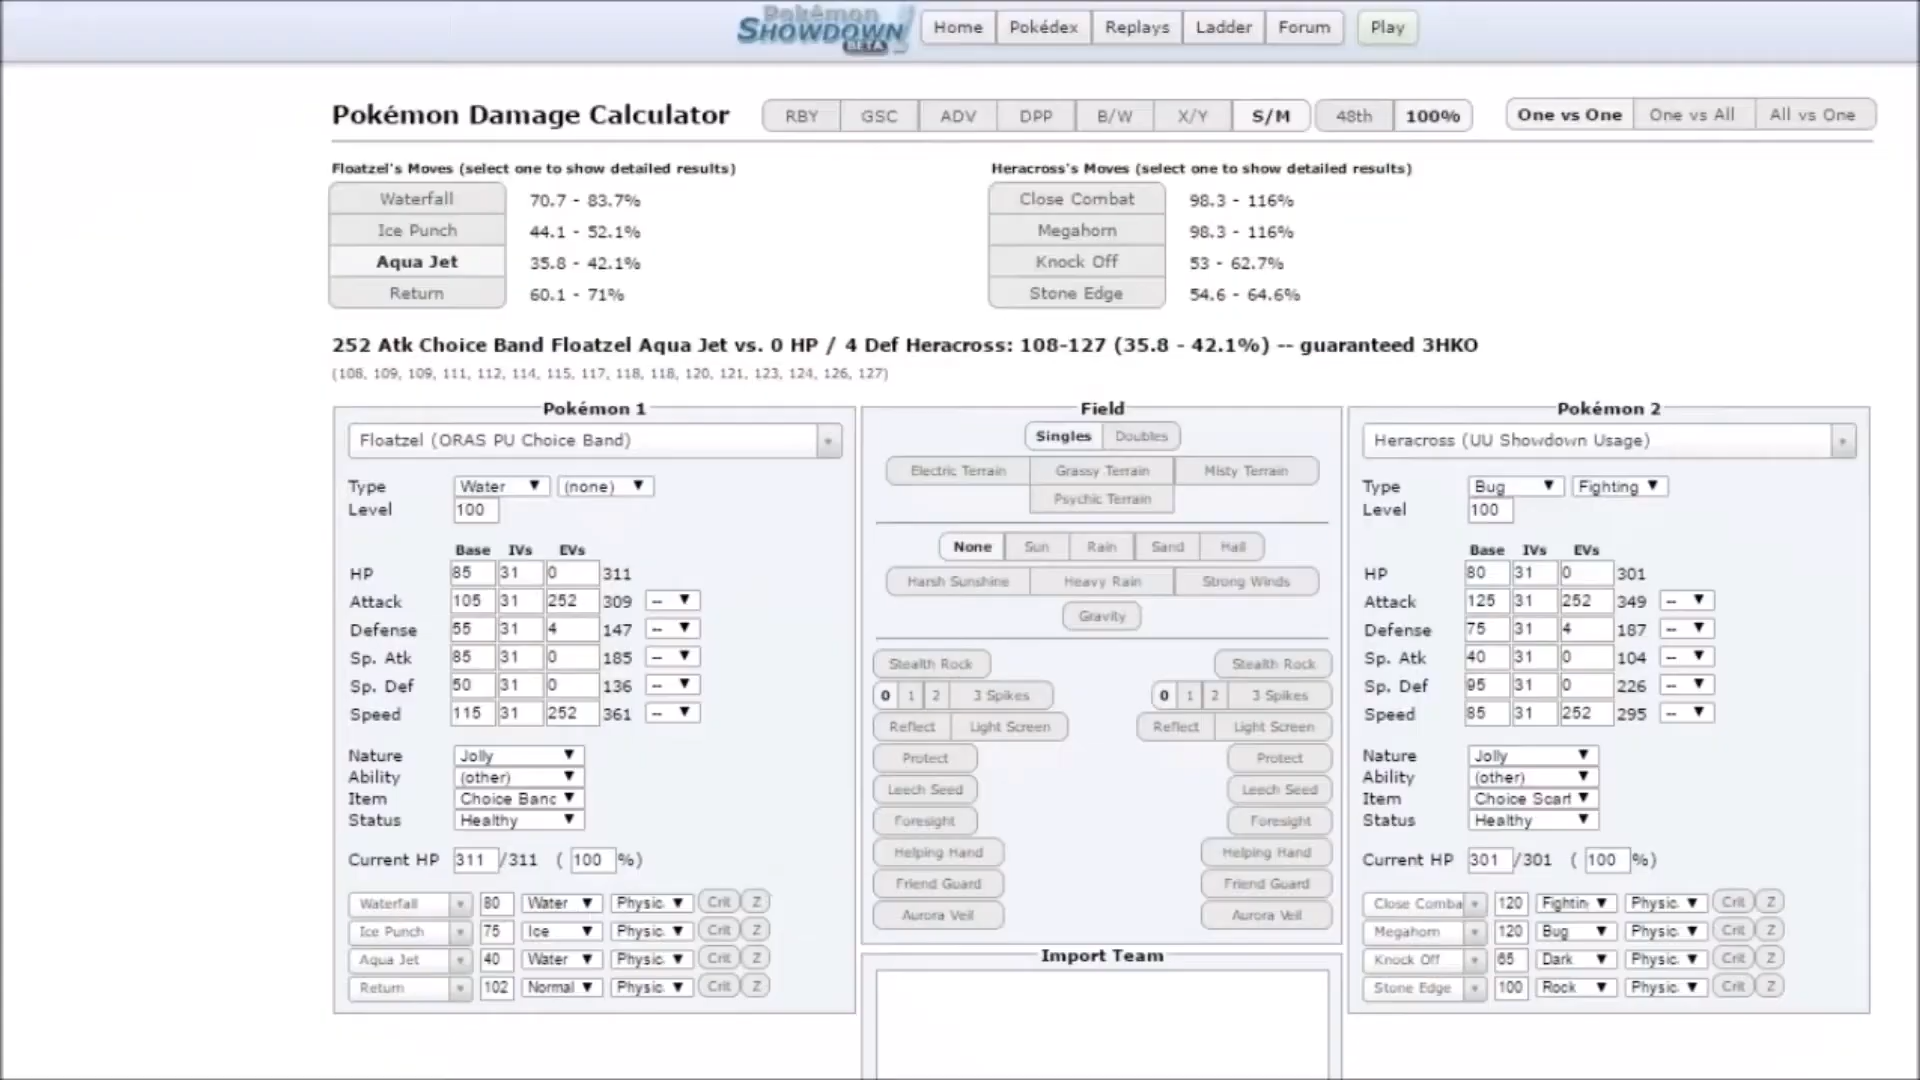 Pokémon
SHOWDOWN
BETA
Home Pokédex Replays Ladder Forum Play
Pokémon Damage Calculator RBY GSC ADV DPP B/W X/Y S/M 48th 100% One vs One One vs All All vs One
Floatzel's Moves (select one to show detailed results) Heracross's Moves (select one to show detailed results)
Waterfall 70.7 - 83.7% Close Combat 98.3 - 116%
Ice Punch 44.1 - 52.1% Megahorn 98.3 - 116%
Aqua Jet 35.8 - 42.1% Knock Off 53 - 62.7%
Return 60.1 - 71% Stone Edge 54.6 - 64.6%
252 Atk Choice Band Floatzel Aqua Jet vs. 0 HP / 4 Def Heracross: 108-127 (35.8 - 42.1%) -- guaranteed 3HKO
(108, 109, 109, 111, 112, 114, 115, 117, 118, 118, 120, 121, 123, 124, 126, 127)
Pokémon 1
Floatzel (ORAS PU Choice Band)
Type Water (none)
Level 100
Base IVs EVs
HP 85 31 0 311
Attack 105 31 252 309 --
Defense 55 31 4 147 --
Sp. Atk 85 31 0 185 --
Sp. Def 50 31 0 136 --
Speed 115 31 252 361 --
Nature Jolly
Ability (other)
Item Choice Banc
Status Healthy
Current HP 311 /311 ( 100 %)
Waterfall 80 Water Physic Crit Z
Ice Punch 75 Ice Physic Crit Z
Aqua Jet 40 Water Physic Crit Z
Return 102 Normal Physic Crit Z
Field
Singles Doubles
Electric Terrain Grassy Terrain Misty Terrain
Psychic Terrain
None Sun Rain Sand Hail
Harsh Sunshine Heavy Rain Strong Winds
Gravity
Stealth Rock Stealth Rock
0 1 2 3 Spikes 0 1 2 3 Spikes
Reflect Light Screen Reflect Light Screen
Protect Protect
Leech Seed Leech Seed
Foresight Foresight
Helping Hand Helping Hand
Friend Guard Friend Guard
Aurora Veil Aurora Veil
Import Team
Pokémon 2
Heracross (UU Showdown Usage)
Type Bug Fighting
Level 100
Base IVs EVs
HP 80 31 0 301
Attack 125 31 252 349 --
Defense 75 31 4 187 --
Sp. Atk 40 31 0 104 --
Sp. Def 95 31 0 226 --
Speed 85 31 252 295 --
Nature Jolly
Ability (other)
Item Choice Scarf
Status Healthy
Current HP 301 /301 ( 100 %)
Close Comba 120 Fightin Physic Crit Z
Megahorn 120 Bug Physic Crit Z
Knock Off 65 Dark Physic Crit Z
Stone Edge 100 Rock Physic Crit Z